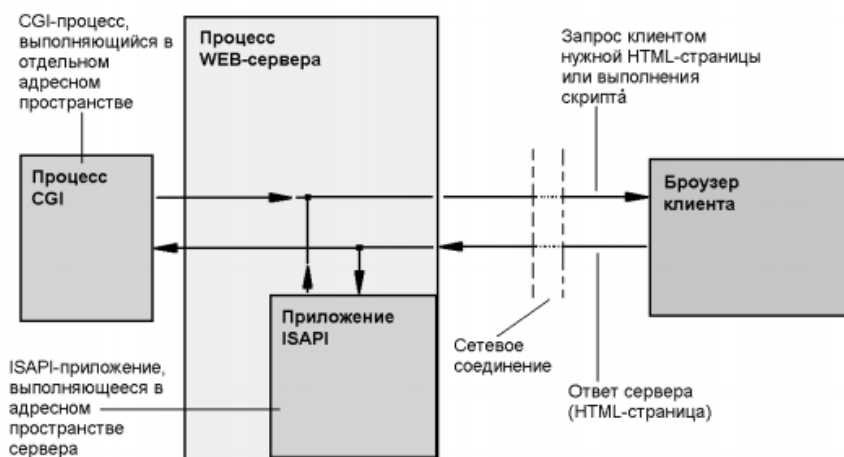 CGI-процесс,
выполняющийся в
отдельном
адресном
пространстве
Процесс
WEB-сервера
Запрос клиентом
нужной HTML-страницы
или выполнения
скрипта
Процесс
CGI
Броузер
клиента
Приложение
ISAPI
Сетевое
соединение
ISAPI-приложение,
выполняющееся в
адресном
пространстве
сервера
Ответ сервера
(HTML-страница)